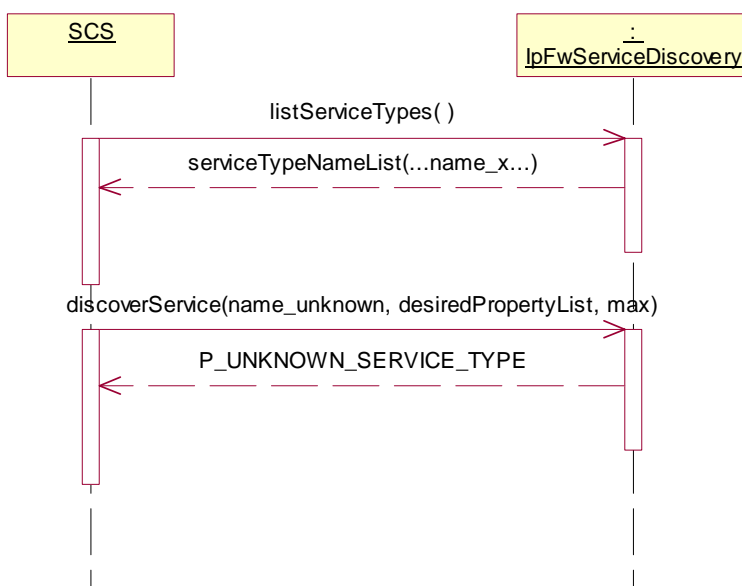 SCS
:
IpFwServiceDiscovery
listServiceTypes( )
serviceTypeNameList(...name_x...)
discoverService(name_unknown, desiredPropertyList, max)
P_UNKNOWN_SERVICE_TYPE